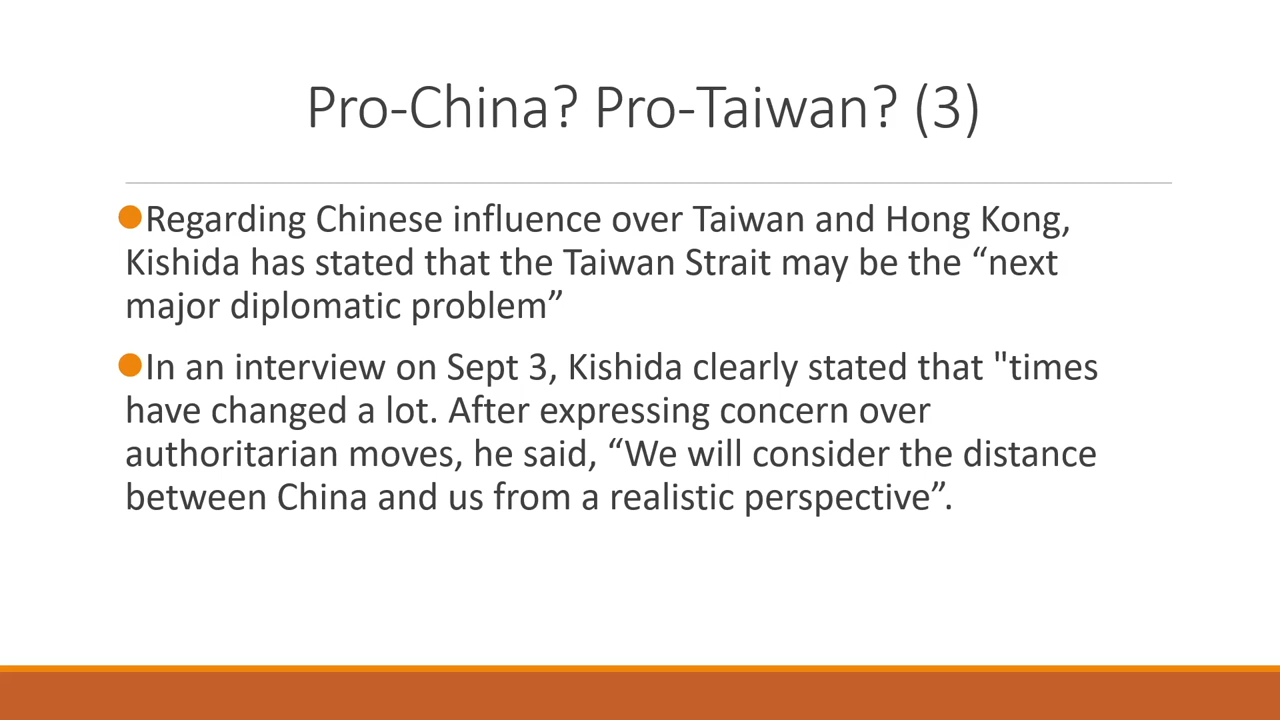 Pro-China? Pro-Taiwan? (3)
Regarding Chinese influence over Taiwan and Hong Kong,
Kishida has stated that the Taiwan Strait may be the “next
major diplomatic problem”
In an interview on Sept 3, Kishida clearly stated that "times
have changed a lot. After expressing concern over
authoritarian moves, he said, “We will consider the distance
between China and us from a realistic perspective”.